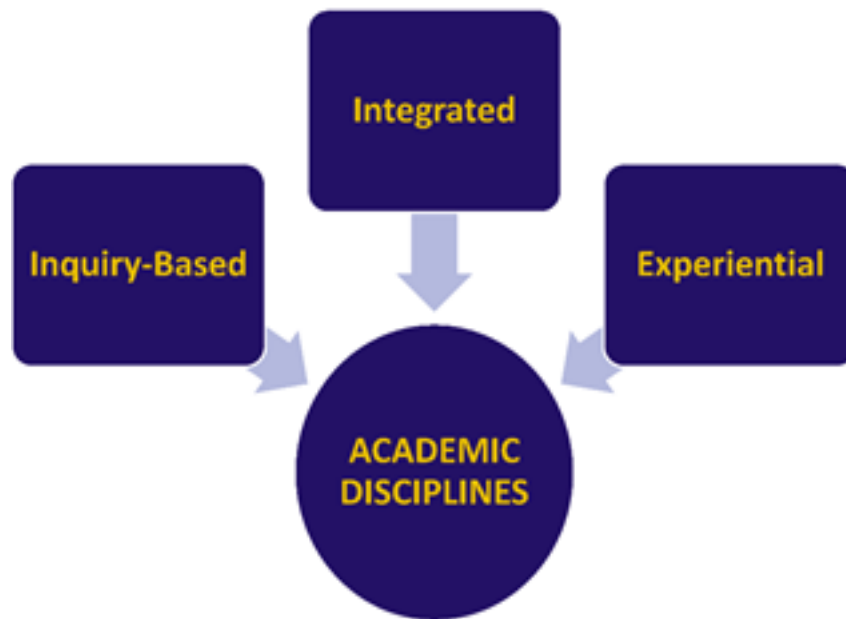 Integrated
Inquiry-Based
Experiential
ACADEMIC
DISCIPLINES